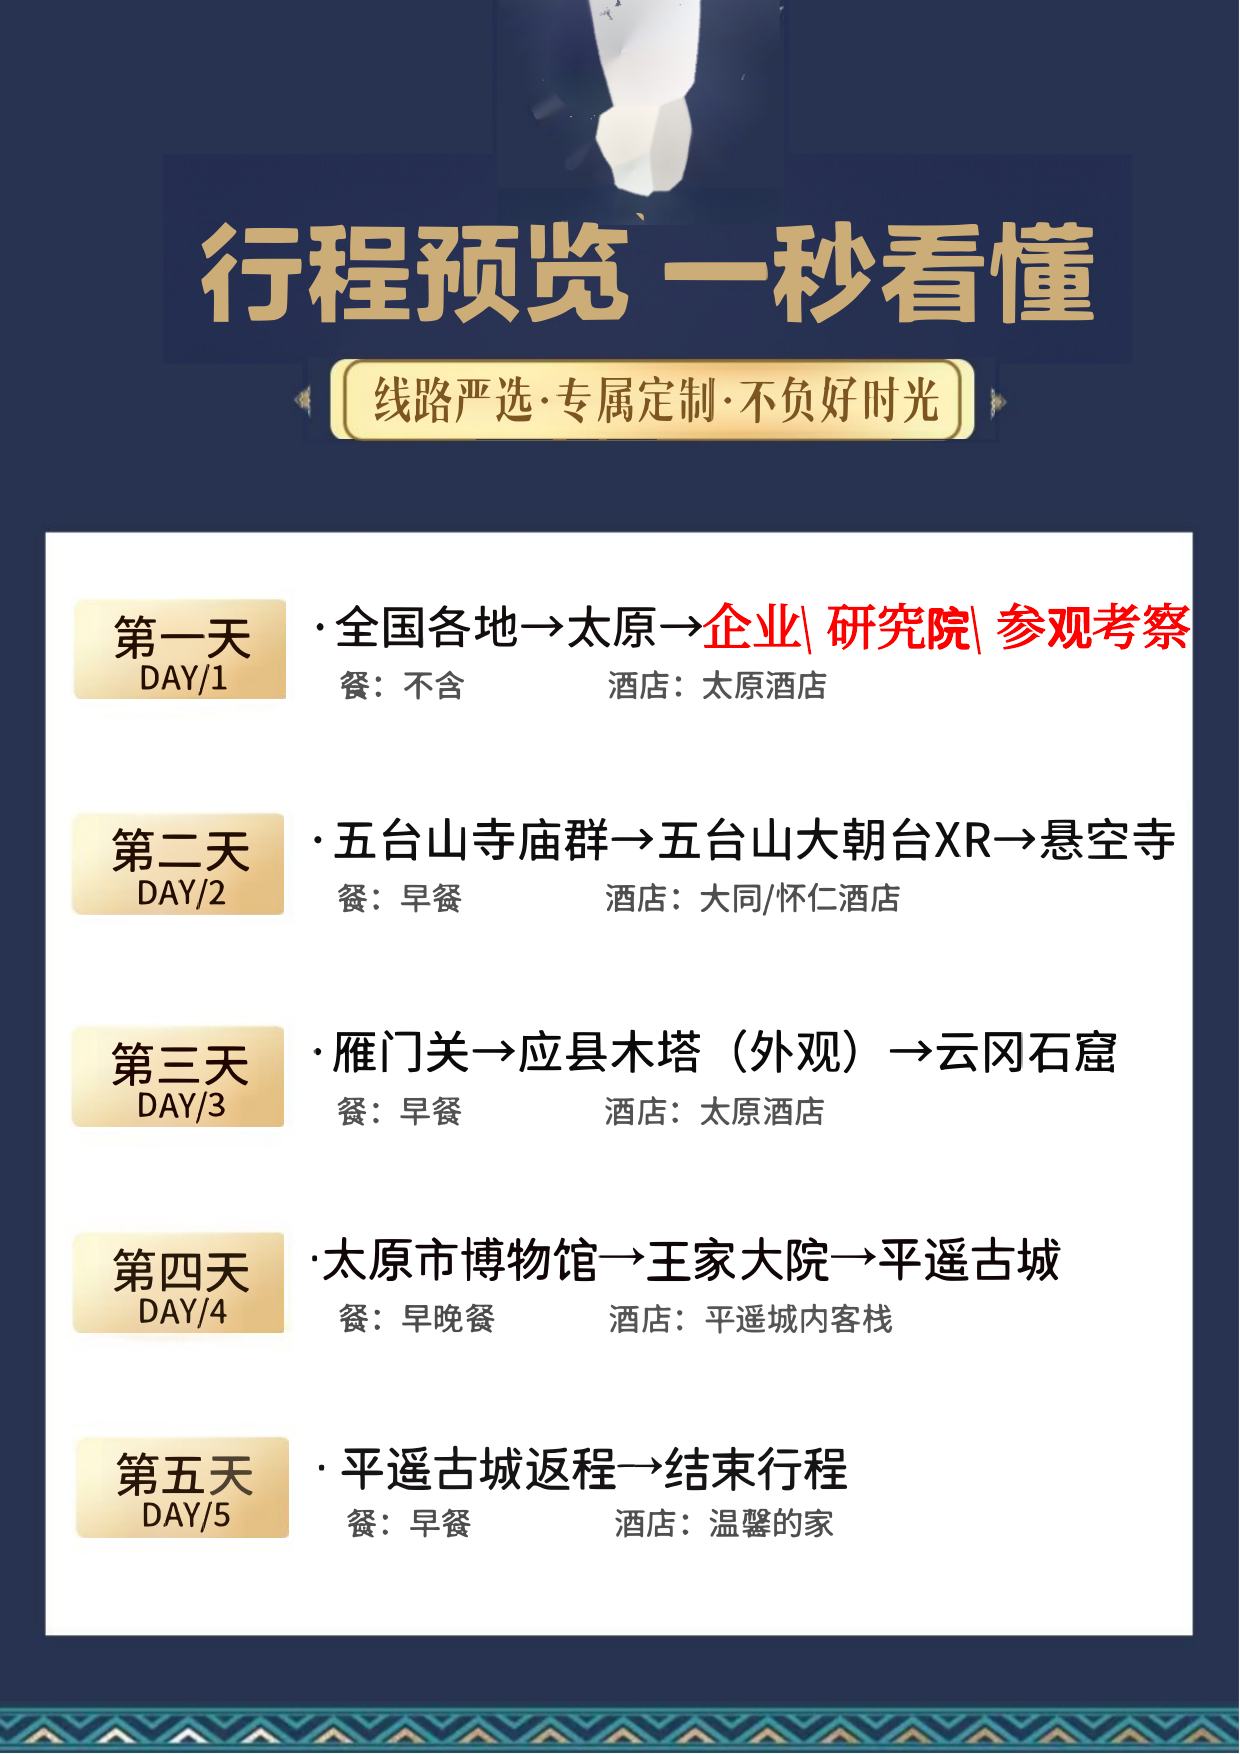 行程预览 一秒看懂
线路严选·专属定制·不负好时光
第一天
DAY/1
·全国各地→太原→企业\ 研究院\ 参观考察
餐：不含 酒店：太原酒店
第二天
DAY/2
·五台山寺庙群→五台山大朝台XR→悬空寺
餐：早餐 酒店：大同/怀仁酒店
第三天
DAY/3
·雁门关→应县木塔（外观）→云冈石窟
餐：早餐 酒店：太原酒店
第四天
DAY/4
·太原市博物馆→王家大院→平遥古城
餐：早晚餐 酒店：平遥城内客栈
第五天
DAY/5
· 平遥古城返程→结束行程
餐：早餐 酒店：温馨的家